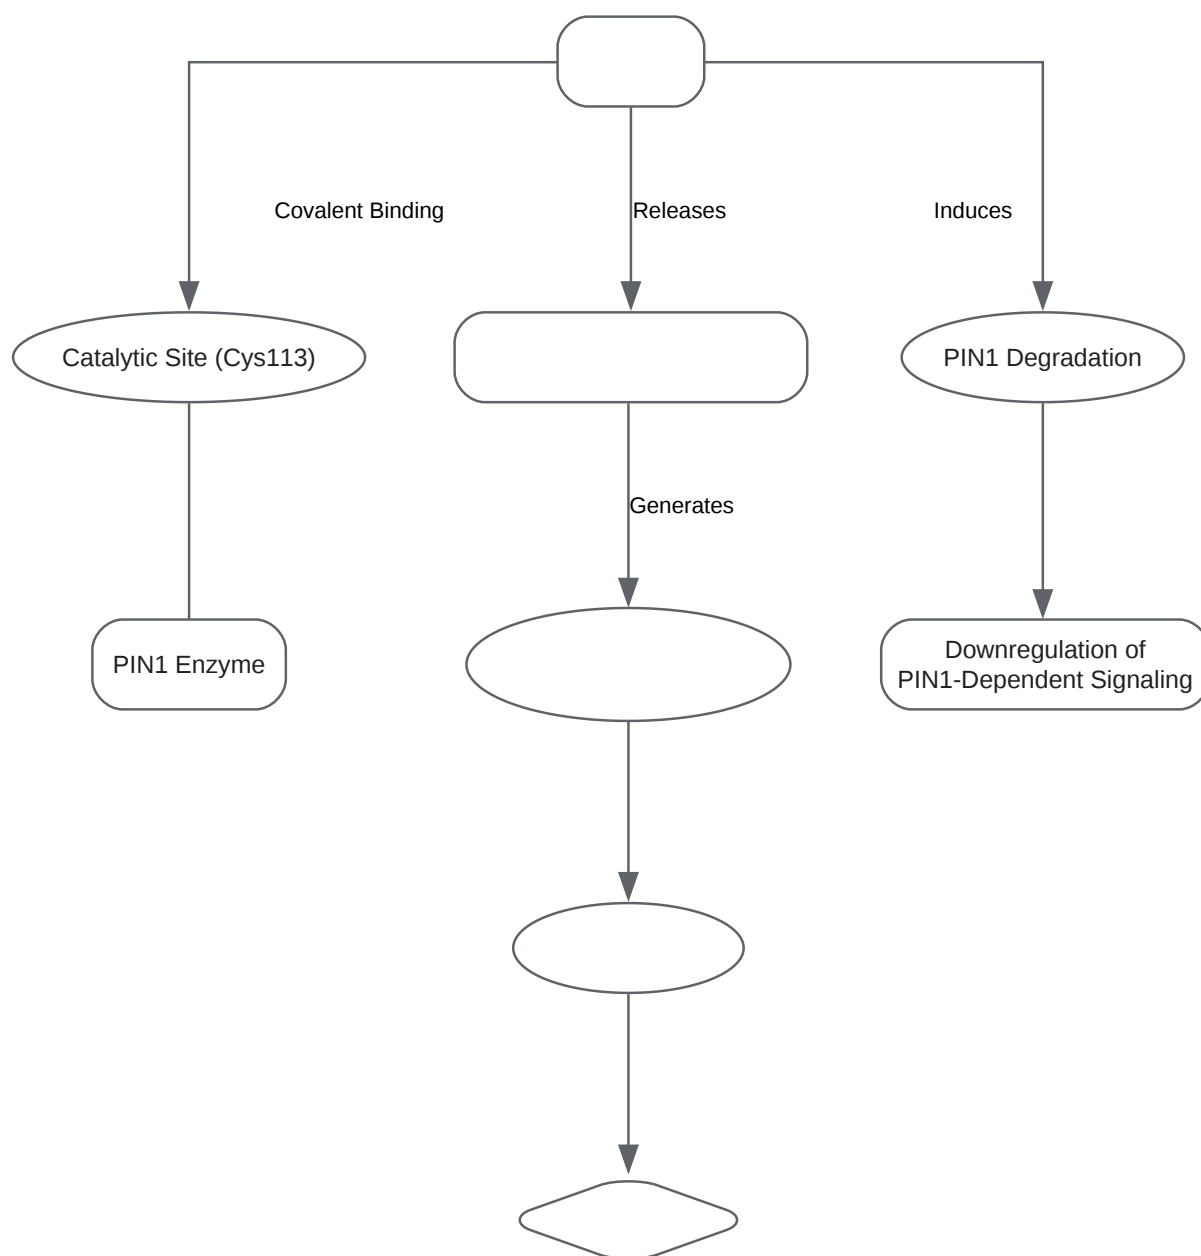 Covalent Binding
Releases
Induces
Catalytic Site (Cys113)
PIN1 Degradation
Generates
PIN1 Enzyme
Downregulation of
PIN1-Dependent Signaling